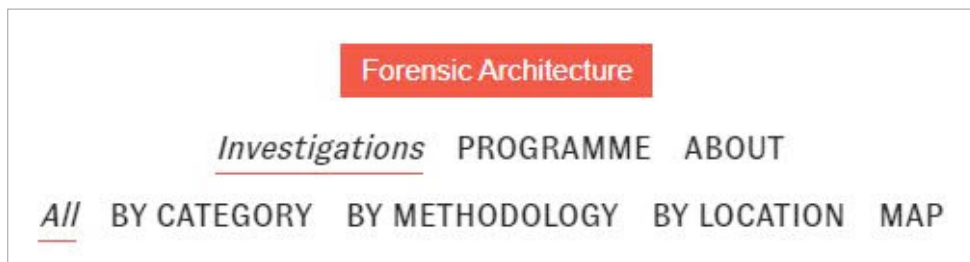 Forensic Architecture
Investigations PROGRAMME ABOUT
All BY CATEGORY BY METHODOLOGY BY LOCATION MAP